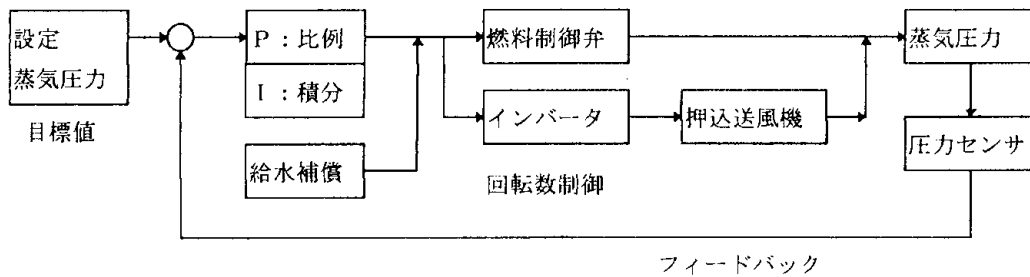 設定
蒸気圧力
目標値
P：比例
I：積分
給水補償
燃料制御弁
インバータ
押込送風機
回転数制御
蒸気圧力
圧力センサ
フィードバック